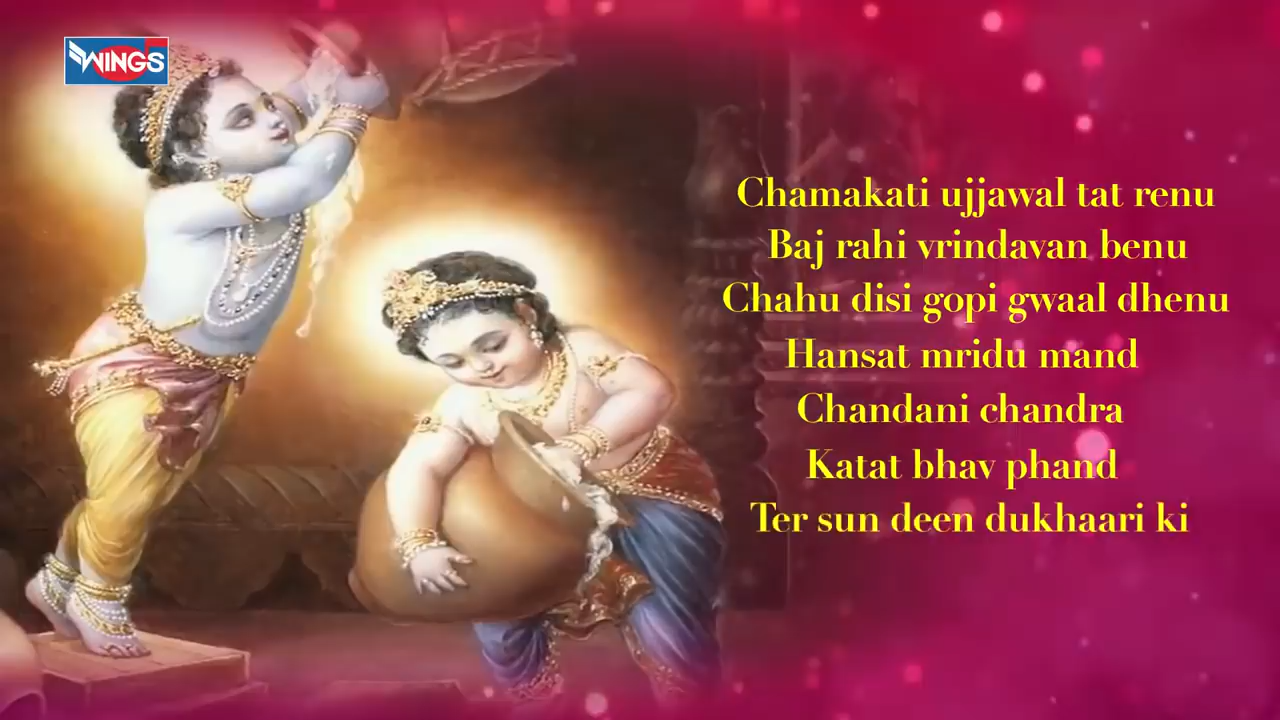 WINGS
Chamakati ujjawal tat renu
Baj rahi vrindavan benu
Chahu disi gopi gwaal dhenu
Hansat mridu mand
Chandani chandra
Katat bhav phand
Ter sun deen dukhaari ki